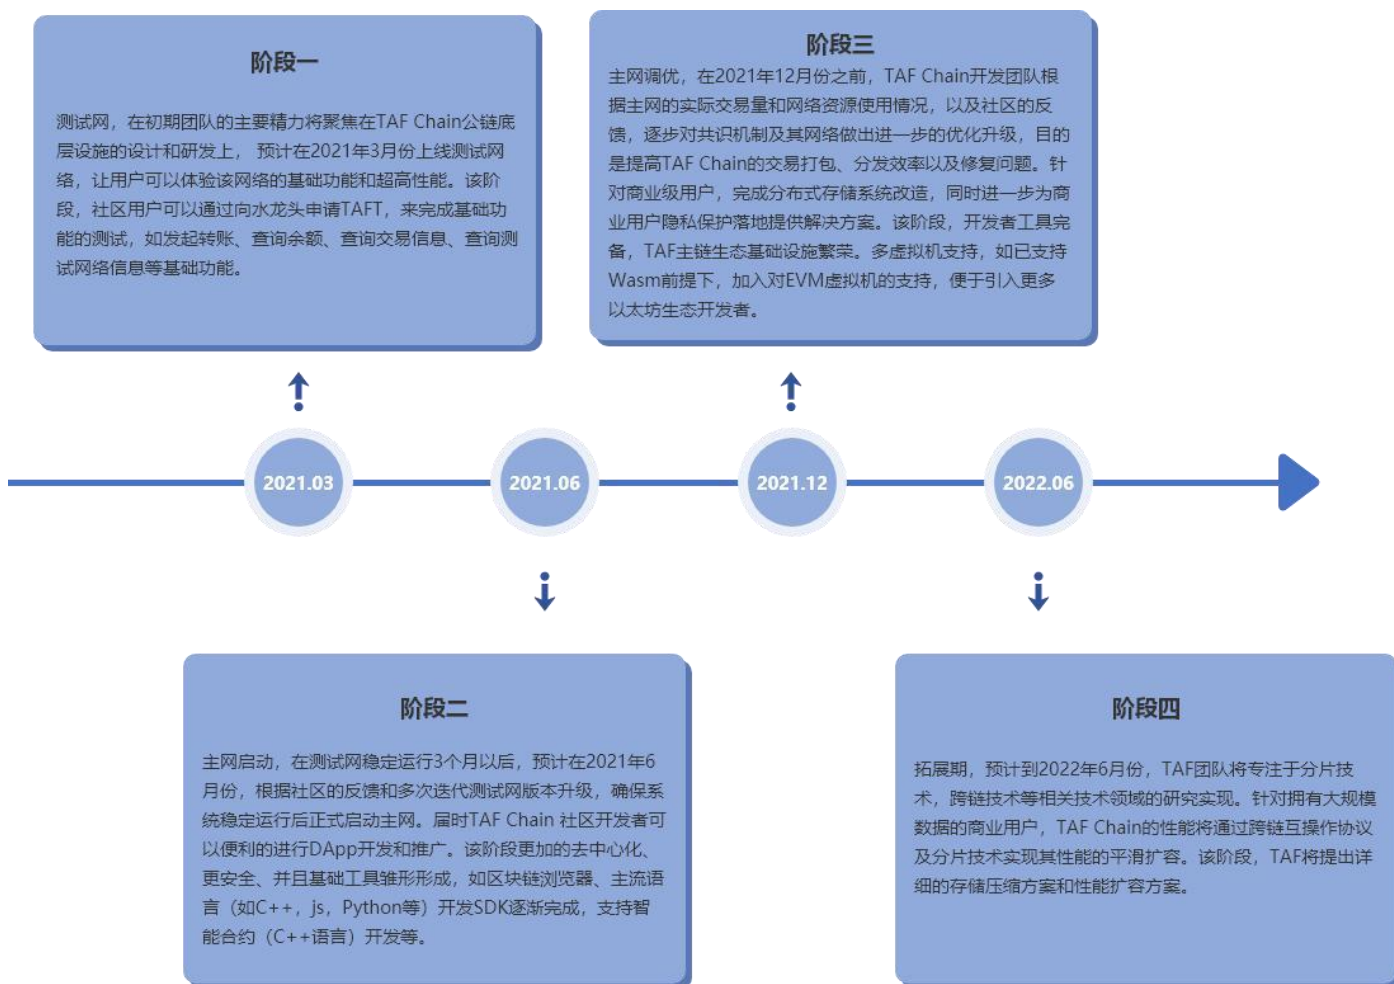 阶段一
测试网，在初期团队的主要精力将聚焦在TAF Chain公链底
层设施的设计和研发上， 预计在2021年3月份上线测试网
络，让用户可以体验该网络的基础功能和超高性能。该阶
段，社区用户可以通过向水龙头申请TAFT，来完成基础功
能的测试，如发起转账、查询余额、查询交易信息、查询测
试网络信息等基础功能。
阶段三
主网调优，在2021年12月份之前，TAF Chain开发团队根
据主网的实际交易量和网络资源使用情况，以及社区的反
馈，逐步对共识机制及其网络做出进一步的优化升级，目的
是提高TAF Chain的交易打包、分发效率以及修复问题。针
对商业级用户，完成分布式存储系统改造，同时进一步为商
业用户隐私保护落地提供解决方案。该阶段，开发者工具完
备，TAF主链生态基础设施繁荣。多虚拟机支持，如已支持
Wasm前提下，加入对EVM虚拟机的支持，便于引入更多
以太坊生态开发者。
2021.03
2021.06
2021.12
2022.06
阶段二
主网启动，在测试网稳定运行3个月以后，预计在2021年6
月份，根据社区的反馈和多次迭代测试网版本升级，确保系
统稳定运行后正式启动主网。届时TAF Chain 社区开发者可
以便利的进行DApp开发和推广。该阶段更加的去中心化、
更安全、并且基础工具雏形形成，如区块链浏览器、主流语
言（如C++，js，Python等）开发SDK逐渐完成，支持智
能合约（C++语言）开发等。
阶段四
拓展期，预计到2022年6月份，TAF团队将专注于分片技
术，跨链技术等相关技术领域的研究实现。针对拥有大规模
数据的商业用户，TAF Chain的性能将通过跨链互操作协议
及分片技术实现其性能的平滑扩容。该阶段，TAF将提出详
细的存储压缩方案和性能扩容方案。